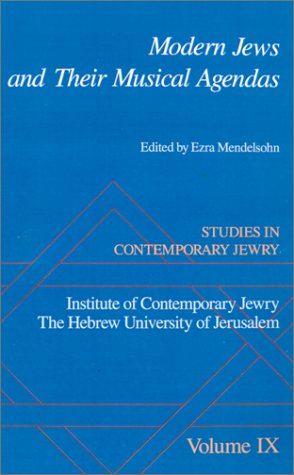 Modern Jews
and Their Musical Agendas
Edited by Ezra Mendelsohn
STUDIES IN
CONTEMPORARY JEWRY
Institute of Contemporary Jewry
The Hebrew University of Jerusalem
Volume IX